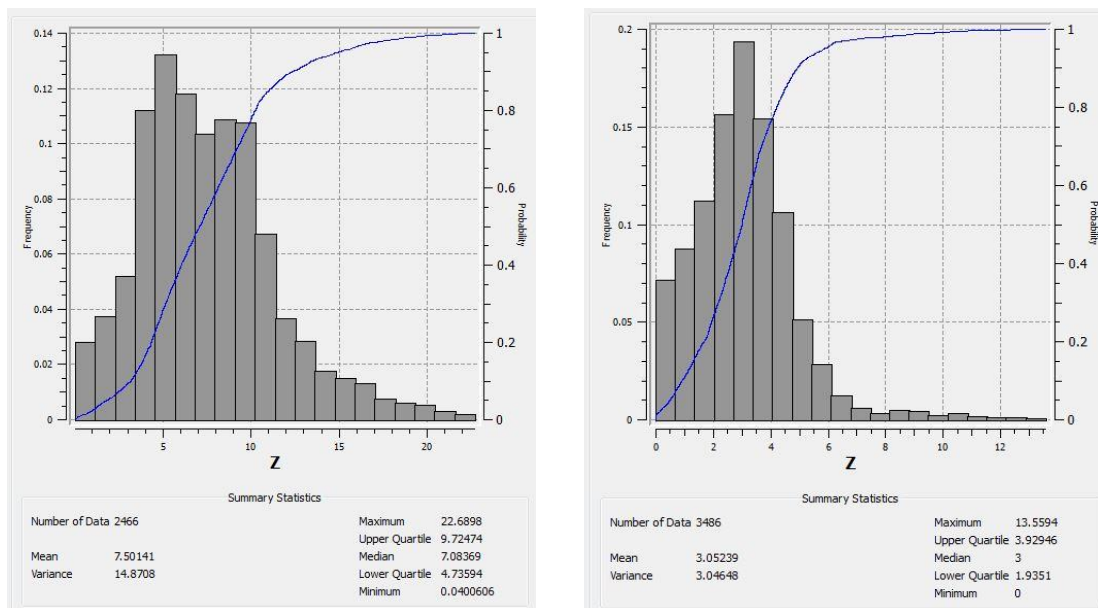 0.14
0.12
0.1
0.08
0.06
0.04
0.02
0
Frequency
1
0.8
0.6
0.4
0.2
0
Probability
5
10
15
20
Z
Summary Statistics
Number of Data 2466
Mean 7.50141
Variance 14.8708
Maximum 22.6898
Upper Quartile 9.72474
Median 7.08369
Lower Quartile 4.73594
Minimum 0.0400606
0.2
0.15
0.1
0.05
0
Frequency
1
0.8
0.6
0.4
0.2
0
Probability
0
2
4
6
8
10
12
Z
Summary Statistics
Number of Data 3486
Mean 3.05239
Variance 3.04648
Maximum 13.5594
Upper Quartile 3.92946
Median 3
Lower Quartile 1.9351
Minimum 0